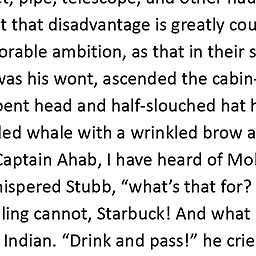 , pipe, telescope, and other nau
t that disadvantage is greatly cou
orable ambition, as that in their s
was his wont, ascended the cabin-
bent head and half-slouched hat
led whale with a wrinkled brow a
Captain Ahab, I have heard of Mo
hispered Stubb, “what’s that for?
ling cannot, Starbuck! And what
Indian. “Drink and pass!” he crie